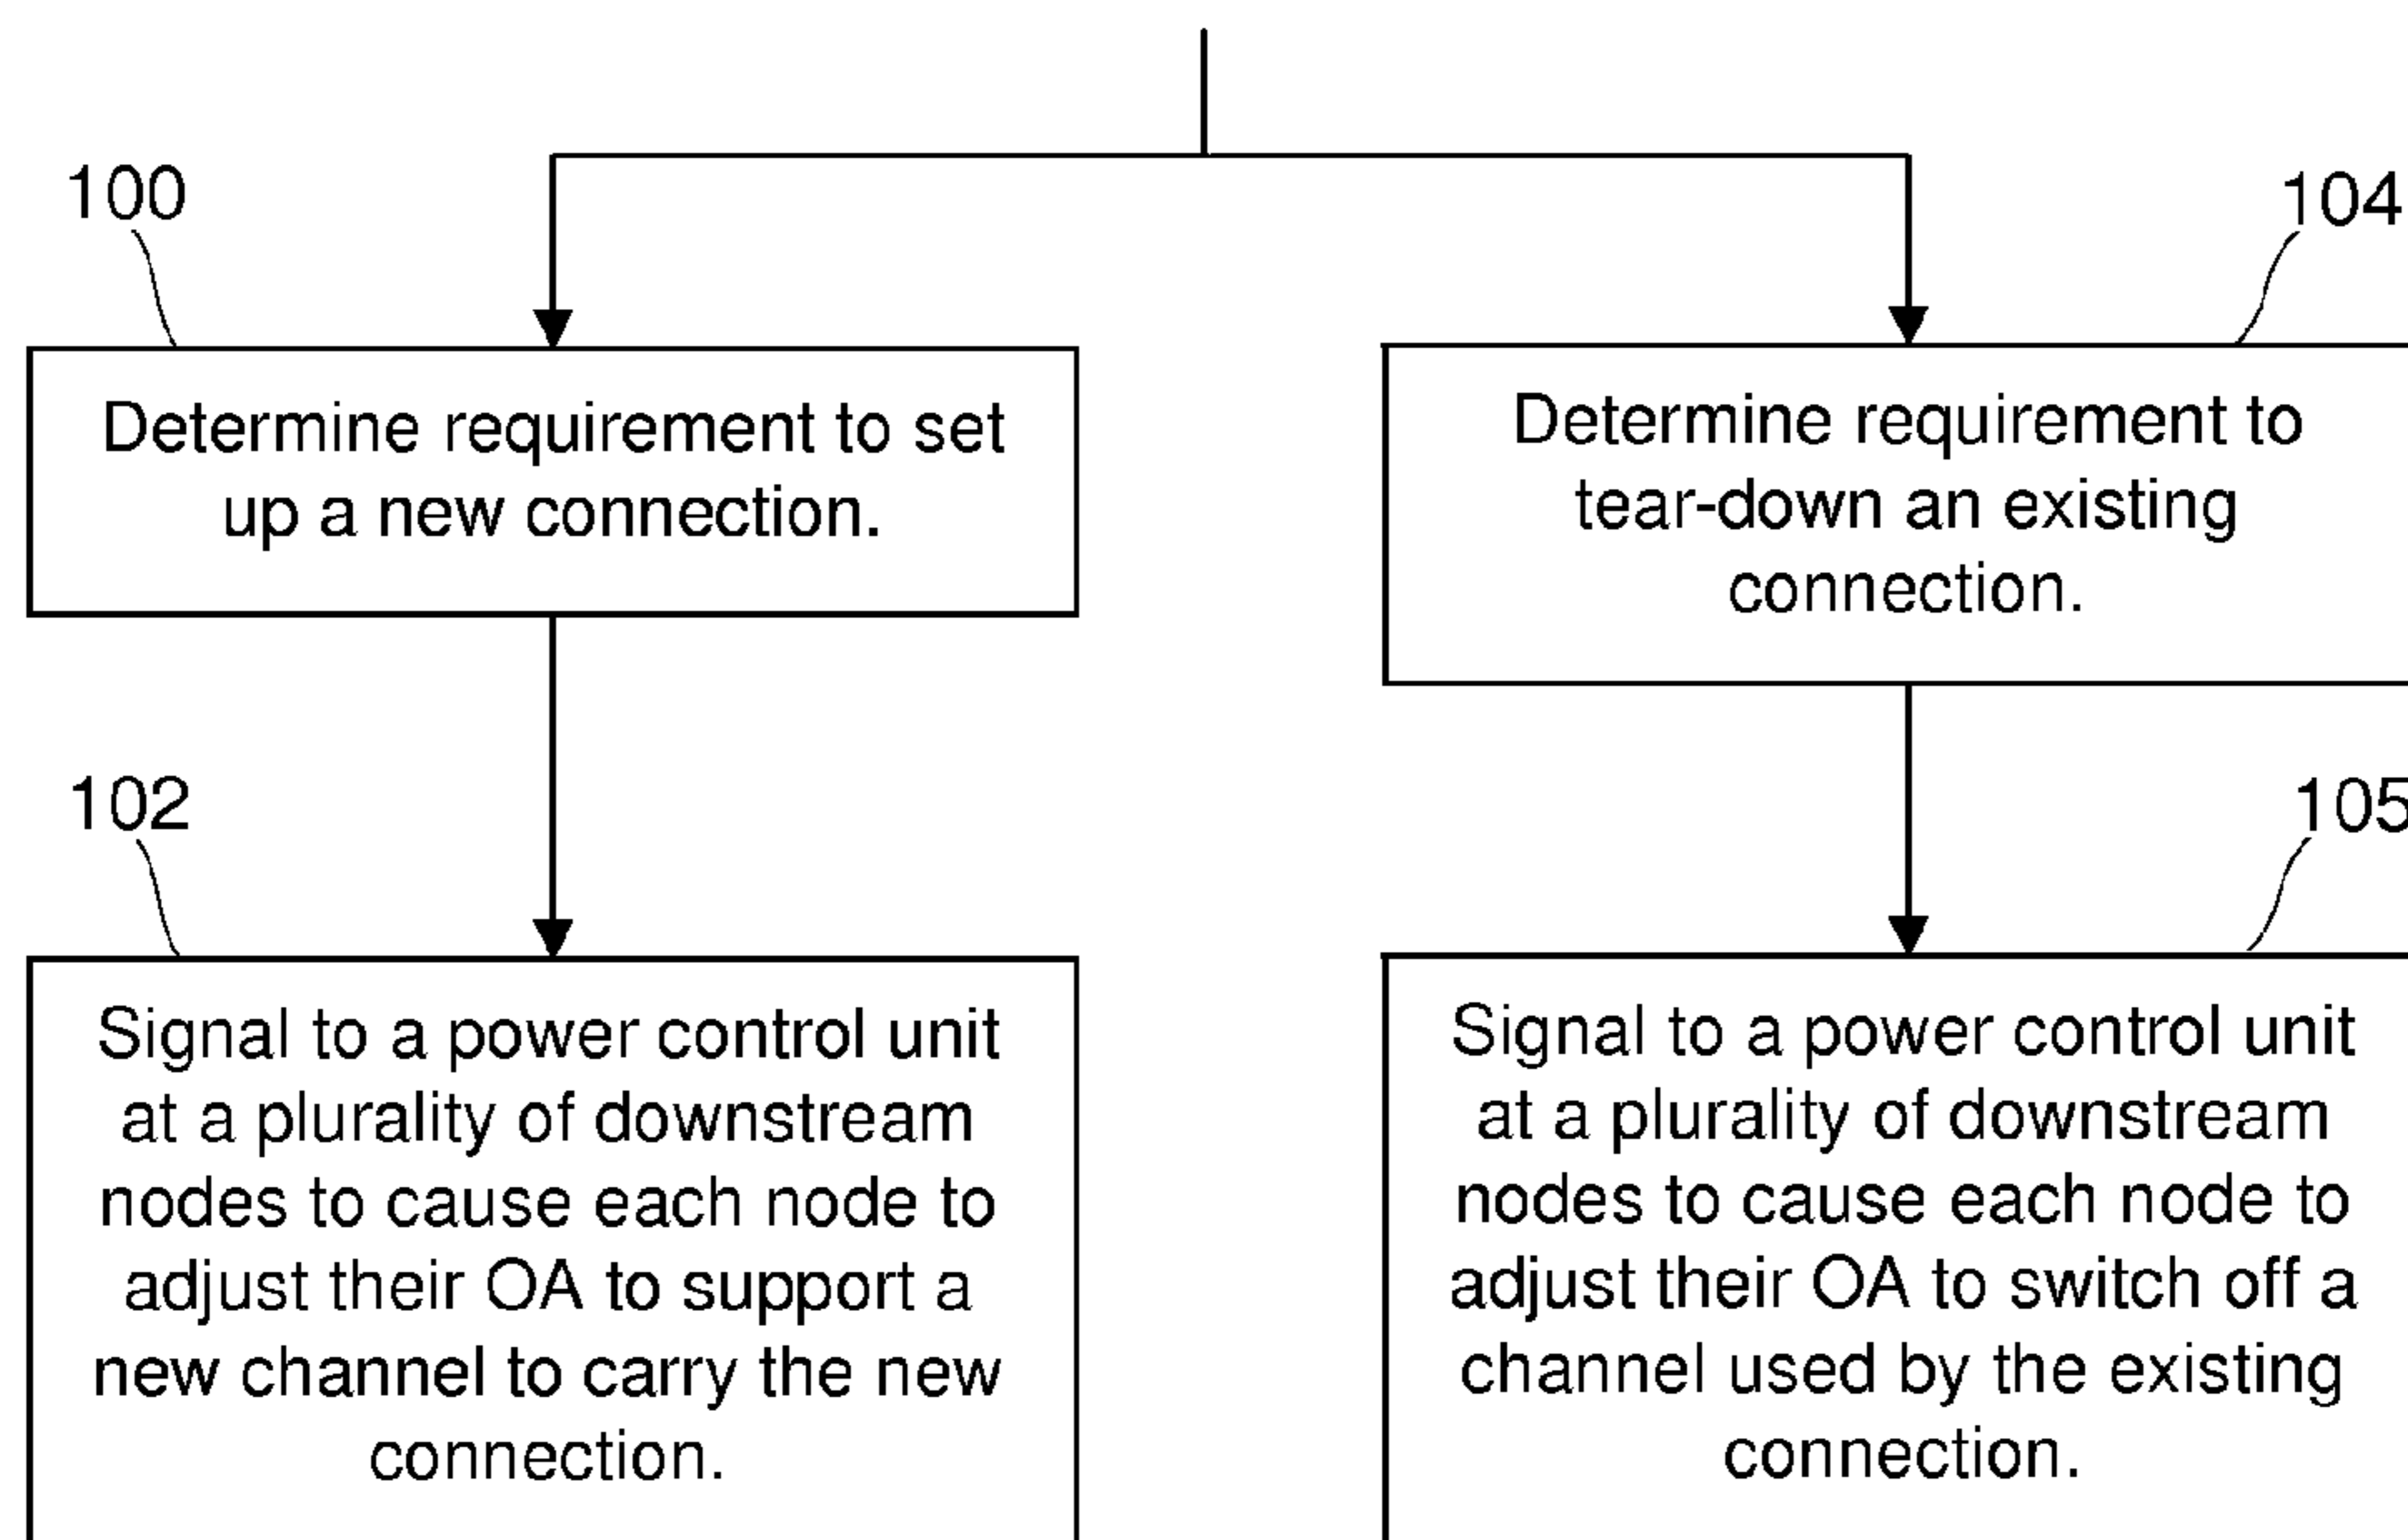 100
Determine requirement to set
up a new connection.
104
Determine requirement to
tear-down an existing
connection.
102
Signal to a power control unit
at a plurality of downstream
nodes to cause each node to
adjust their OA to support a
new channel to carry the new
connection.
105
Signal to a power control unit
at a plurality of downstream
nodes to cause each node to
adjust their OA to switch off a
channel used by the existing
connection.